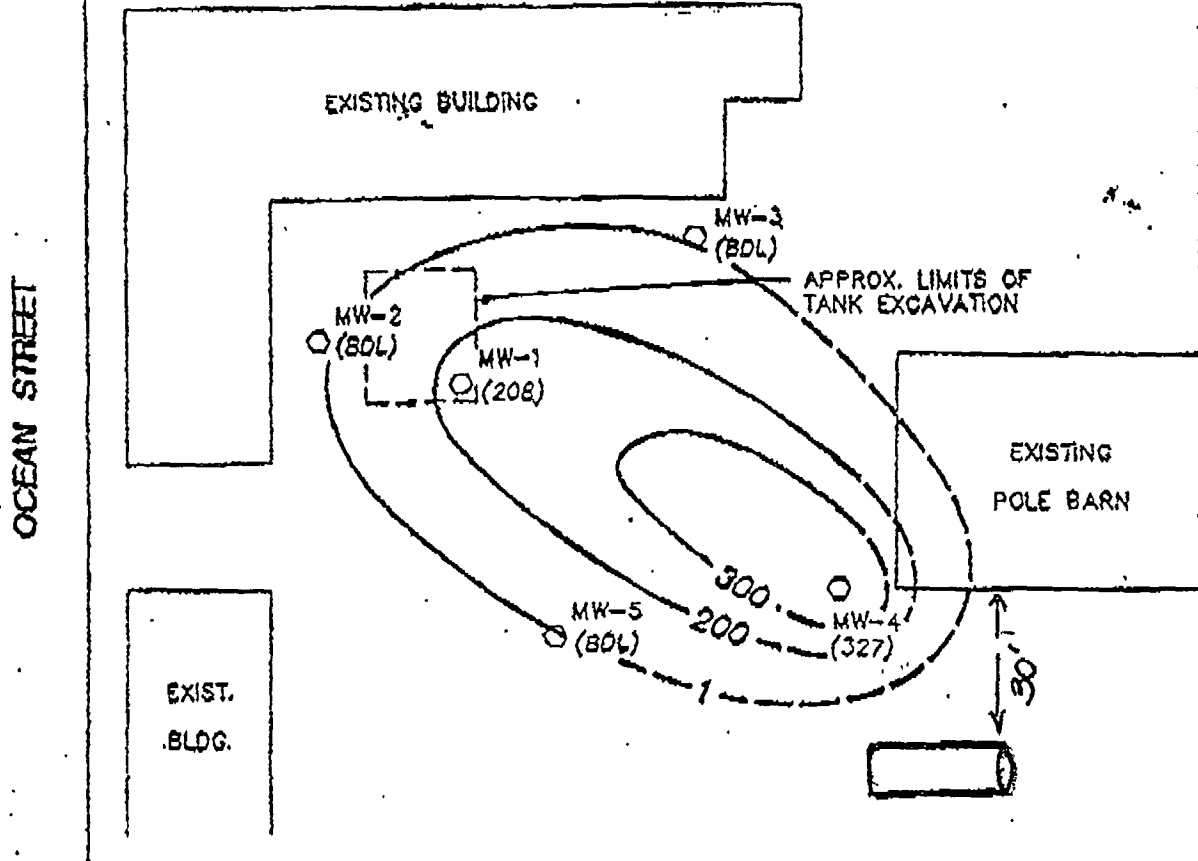 OCEAN STREET
EXISTING BUILDING
MW-3
(BDL)
APPROX. LIMITS OF
TANK EXCAVATION
MW-2
(BDL)
MW-1
(208)
EXISTING
POLE BARN
300
200
1
MW-4
(327)
MW-5
(BDL)
30'
EXIST.
BLDG.